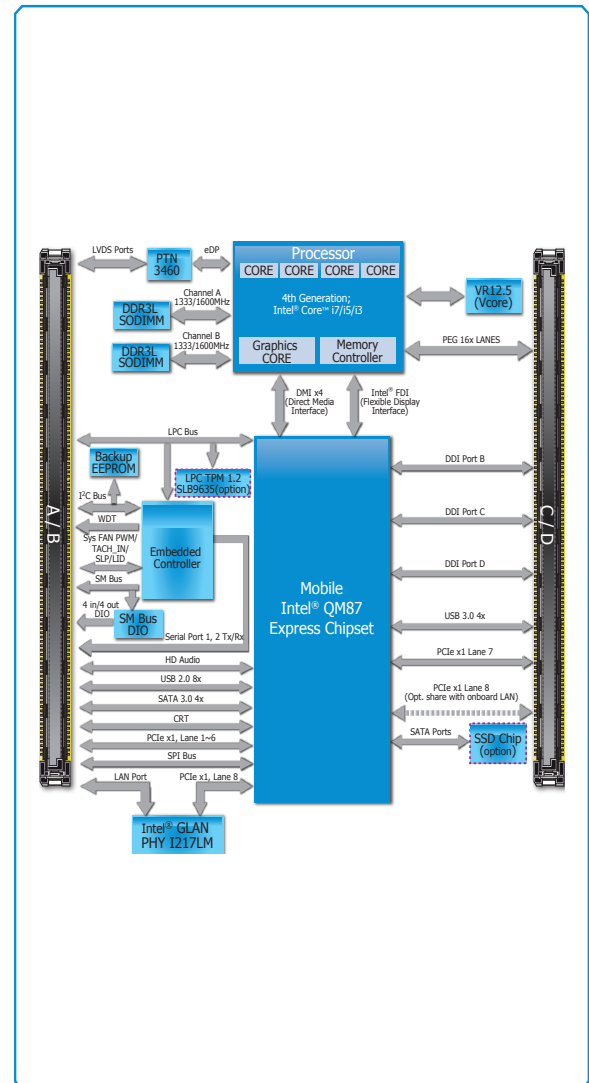 LVDS Ports
PTN
3460
eDP
Processor
CORE CORE CORE CORE
4th Generation;
Intel® Core™ i7/i5/i3
Graphics
CORE
Memory
Controller
VR12.5
(Vcore)
DDR3L
SODIMM
Channel A
1333/1600MHz
DDR3L
SODIMM
Channel B
1333/1600MHz
PEG 16x LANES
DMI x4
(Direct Media
Interface)
Intel® FDI
(Flexible Display
Interface)
LPC Bus
Backup
EEPROM
LPC TPM 1.2
SLB9635(option)
I²C Bus
WDT
Sys FAN PWM/
TACH_IN/
SLP/LID
SM Bus
4 in/4 out
DIO
SM Bus
DIO
Embedded
Controller
Serial Port 1, 2 Tx/Rx
HD Audio
USB 2.0 8x
SATA 3.0 4x
CRT
PCIe x1, Lane 1~6
SPI Bus
LAN Port
PCIe x1, Lane 8
Intel® GLAN
PHY I217LM
Mobile
Intel® QM87
Express Chipset
DDI Port B
DDI Port C
DDI Port D
USB 3.0 4x
PCIe x1 Lane 7
PCIe x1 Lane 8
(Opt. share with onboard LAN)
SATA Ports
SSD Chip
(option)
A / B
C / D